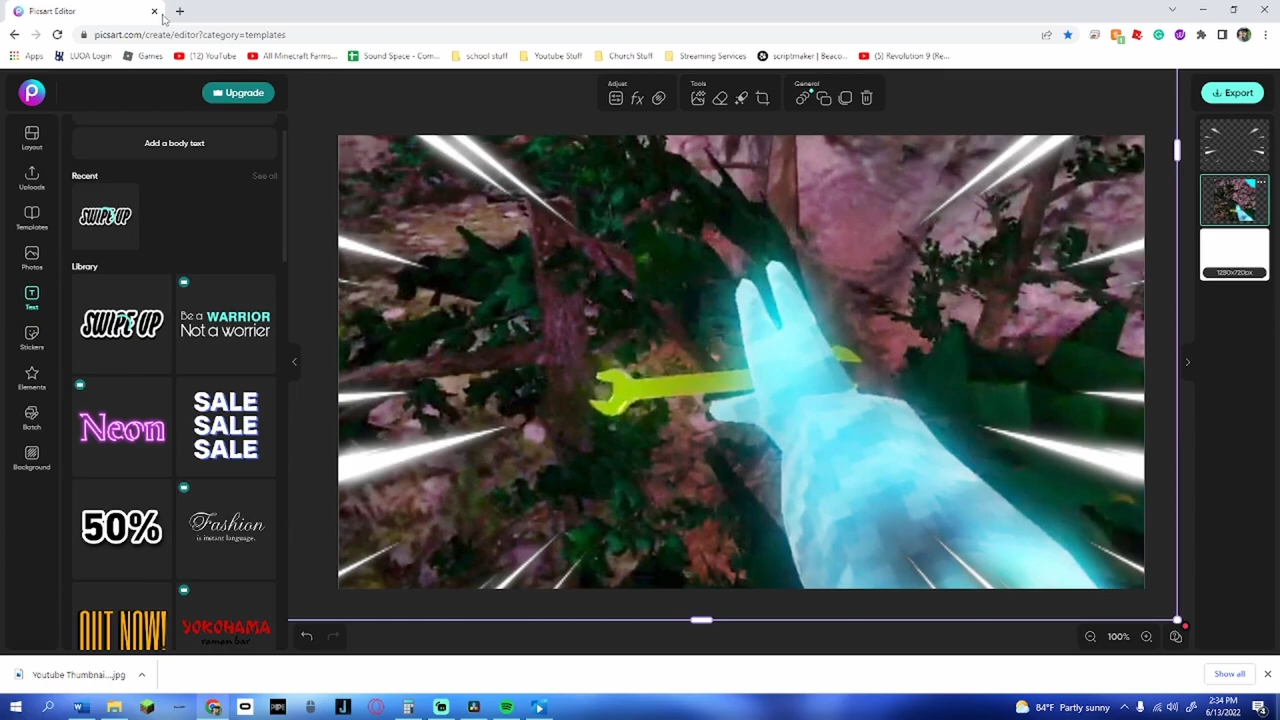 Picsart Editor
picsart.com/create/editor?category=templates
Apps
LUOA Login
Games
(12) YouTube
All Minecraft Farms...
Sound Space - Com...
school stuff
Youtube Stuff
Church Stuff
Streaming Services
scriptmaker | Beaco...
(5) Revolution 9 (Re...
Upgrade
Adjust
Tools
General
Export
Layout
Uploads
Templates
Photos
Text
Stickers
Elements
Batch
Background
Add a body text
Recent
See all
SWIPE UP
Library
SWIPE UP
Be a WARRIOR
Not a worrier
Neon
SALE
SALE
SALE
50%
Fashion
is instant language.
OUT NOW!
YOKOHAMA
ramen bar
1280x720px
100%
Youtube Thumbnai....jpg
Show all
84°F Partly sunny
2:34 PM
6/13/2022
4